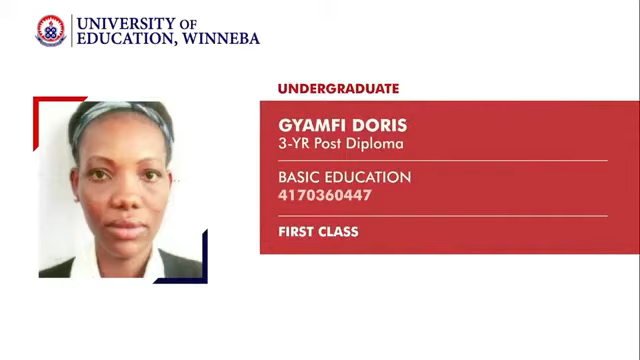 UNIVERSITY OF
EDUCATION, WINNEBA
UNDERGRADUATE
GYAMFI DORIS
3-YR Post Diploma
BASIC EDUCATION
4170360447
FIRST CLASS